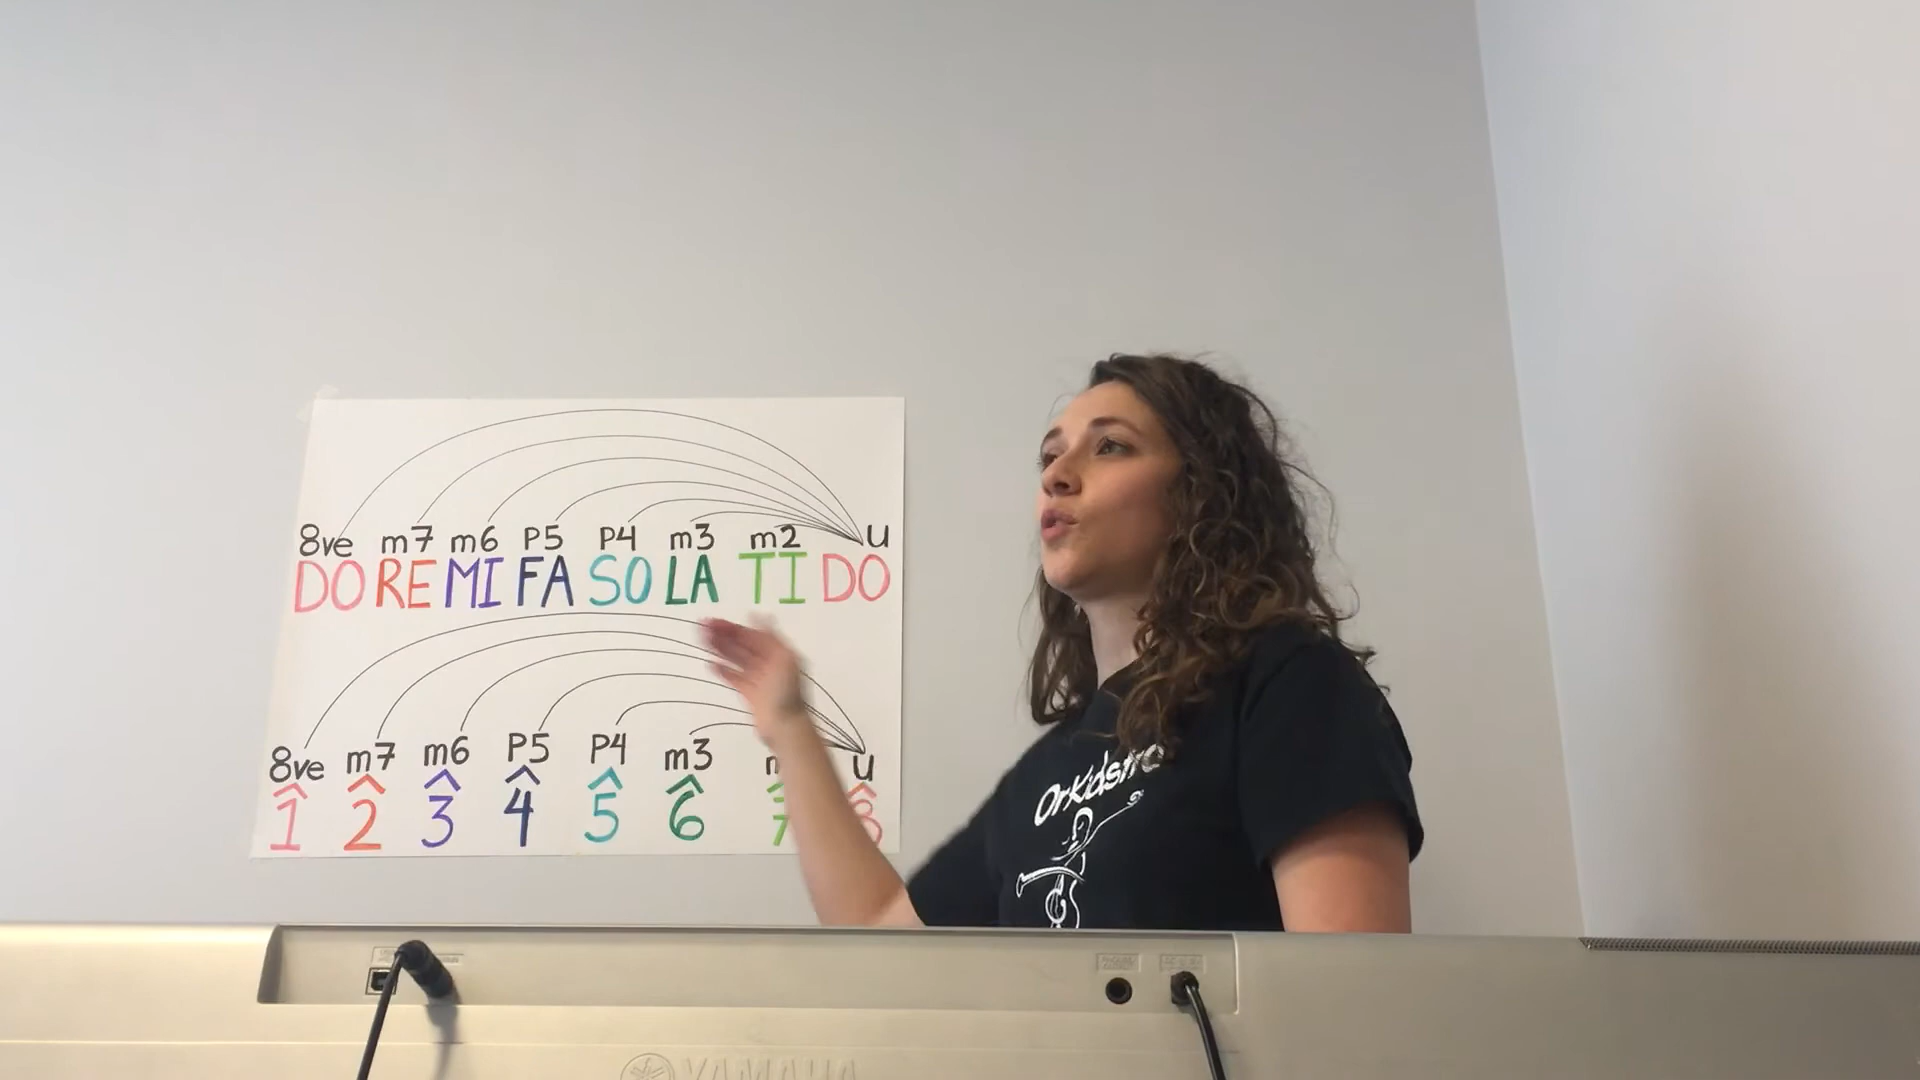 8ve m7 m6 P5 P4 m3 m2 U
DO RE MI FA SO LA TI DO
8ve m7 m6 P5 P4 m3 U
1̂ 2̂ 3̂ 4̂ 5̂ 6̂ 7̂ 8̂
OrKidstra
YAMAHA